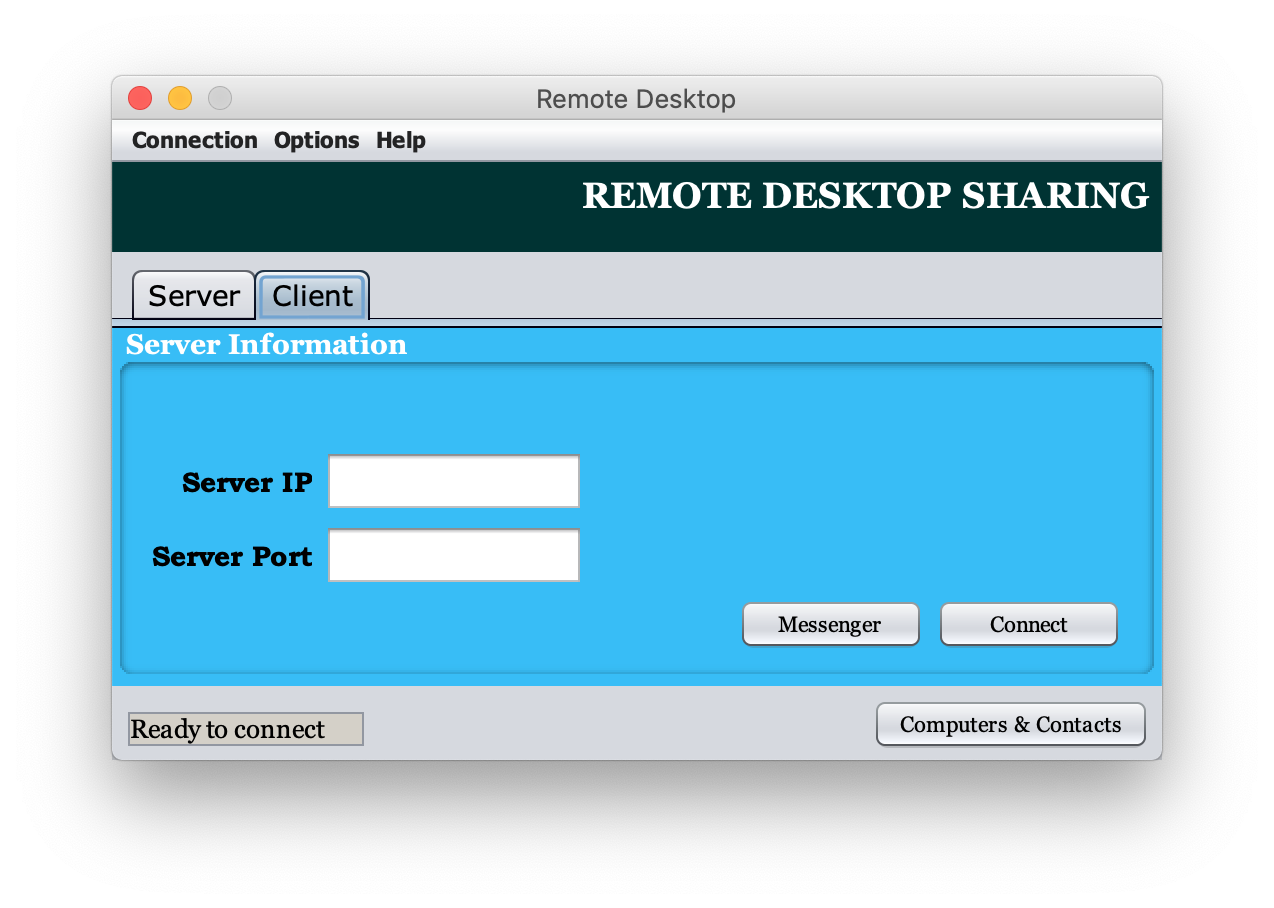 Remote Desktop
Connection Options Help
REMOTE DESKTOP SHARING
Server Client
Server Information
Server IP
Server Port
Messenger Connect
Ready to connect Computers & Contacts